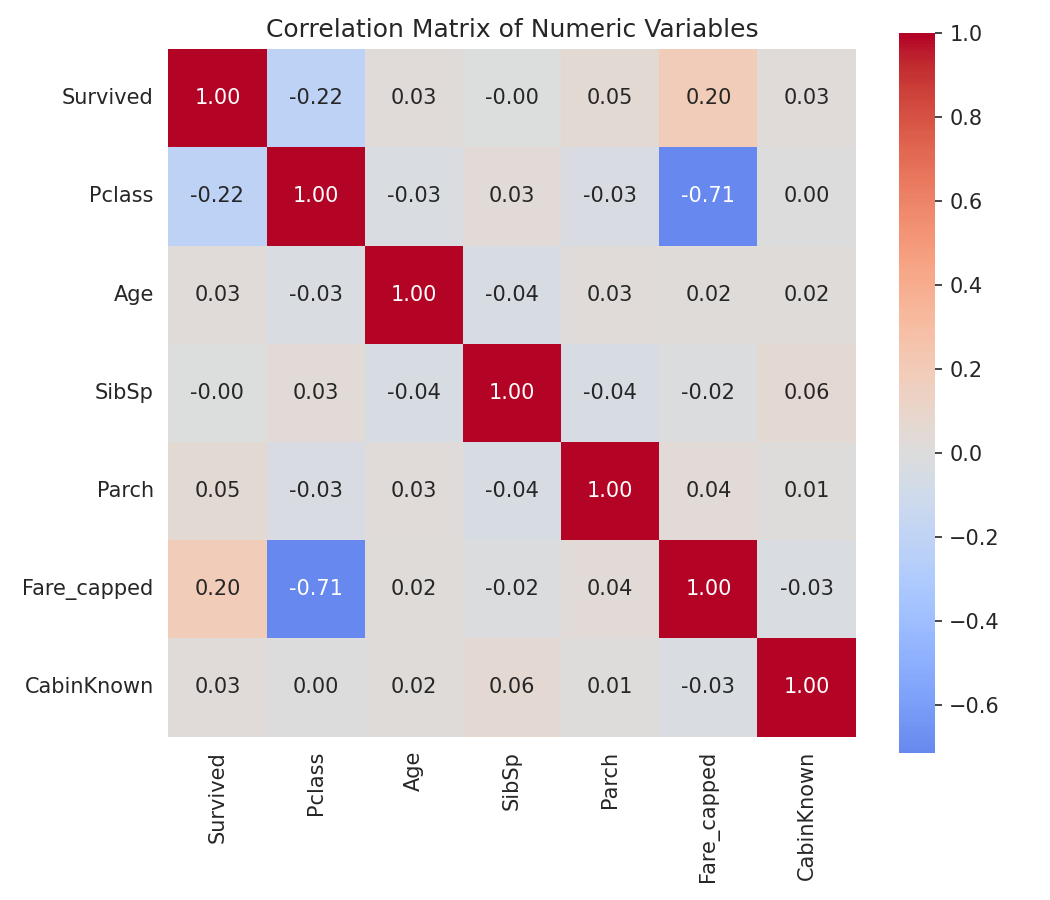 Correlation Matrix of Numeric Variables
Survived 1.00 -0.22 0.03 -0.00 0.05 0.20 0.03
Pclass -0.22 1.00 -0.03 0.03 -0.03 -0.71 0.00
Age 0.03 -0.03 1.00 -0.04 0.03 0.02 0.02
SibSp -0.00 0.03 -0.04 1.00 -0.04 -0.02 0.06
Parch 0.05 -0.03 0.03 -0.04 1.00 0.04 0.01
Fare_capped 0.20 -0.71 0.02 -0.02 0.04 1.00 -0.03
CabinKnown 0.03 0.00 0.02 0.06 0.01 -0.03 1.00
Survived Pclass Age SibSp Parch Fare_capped CabinKnown
1.0
0.8
0.6
0.4
0.2
0.0
−0.2
−0.4
−0.6